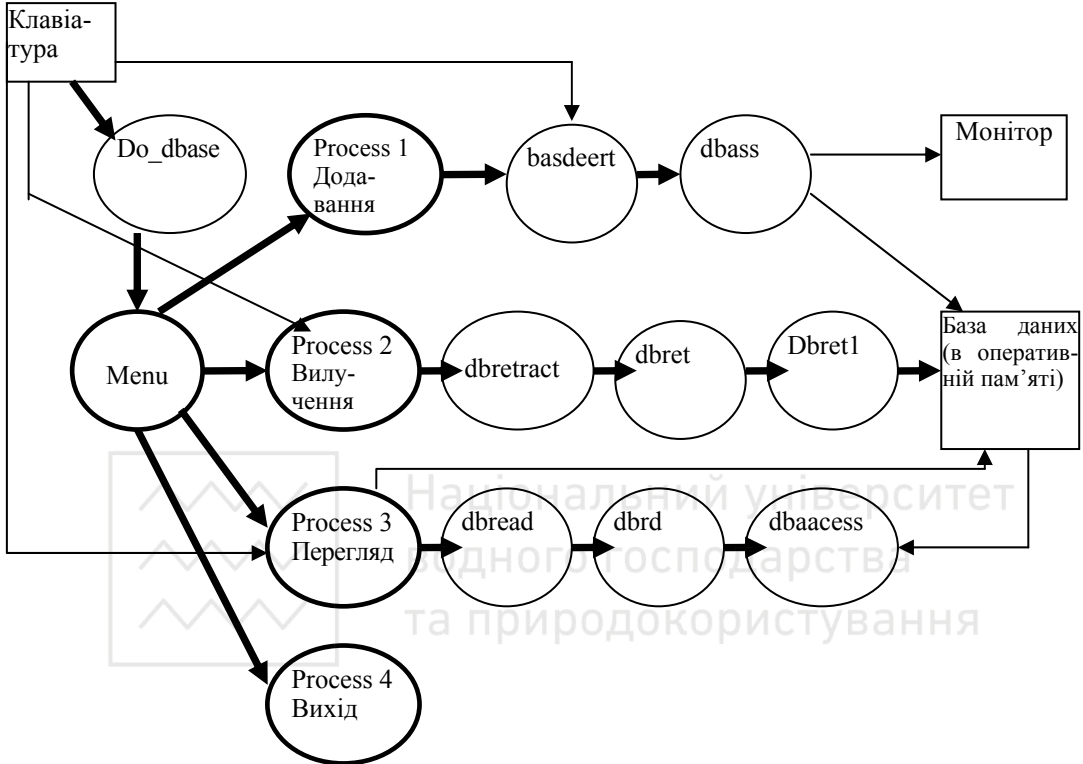 Клавіа-
тура
Do_dbase
Process 1
Дода-
вання
basdeert
dbass
Монітор
Menu
Process 2
Вилу-
чення
dbretract
dbret
Dbret1
База даних
(в оператив-
ній пам’яті)
Process 3
Перегляд
dbread
dbrd
dbaacess
Process 4
Вихід
Національний університет
водного господарства
та природокористування